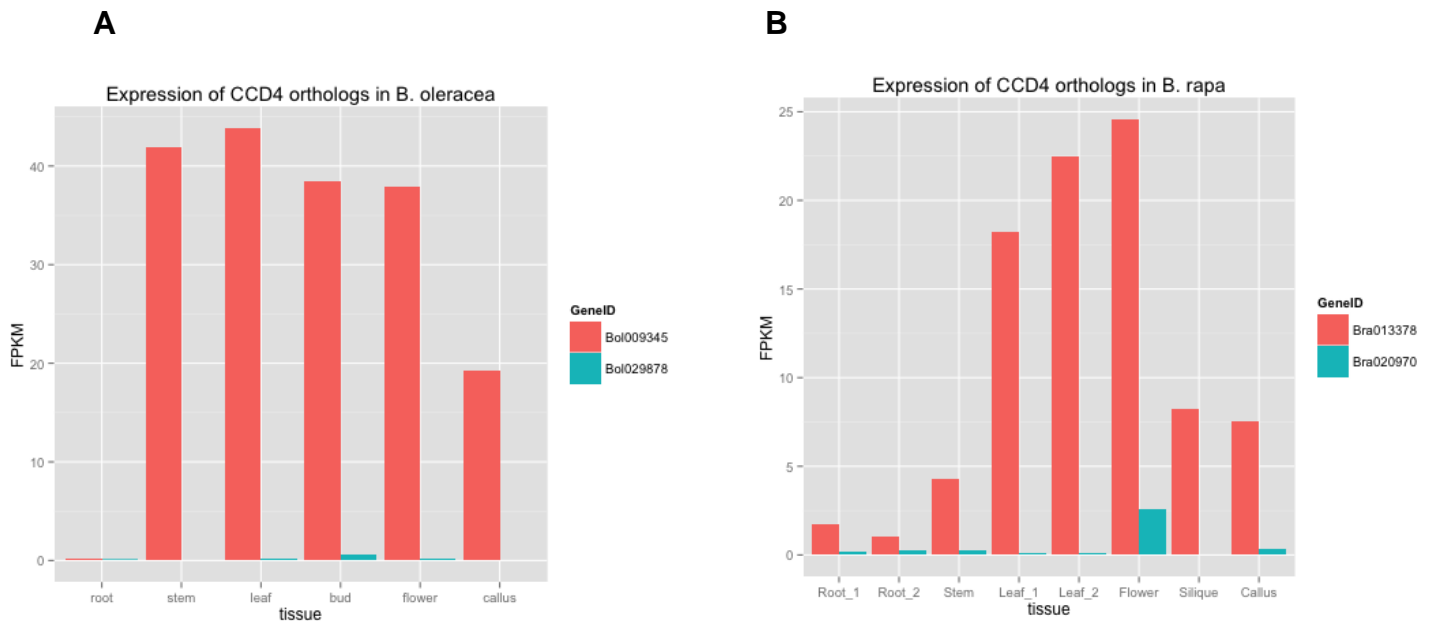 A
Expression of CCD4 orthologs in B. oleracea
FPKM
40
30
20
10
0
root stem leaf bud flower callus
tissue
GeneID
Bol009345
Bol029878
B
Expression of CCD4 orthologs in B. rapa
FPKM
25
20
15
10
5
0
Root_1 Root_2 Stem Leaf_1 Leaf_2 Flower Silique Callus
tissue
GeneID
Bra013378
Bra020970